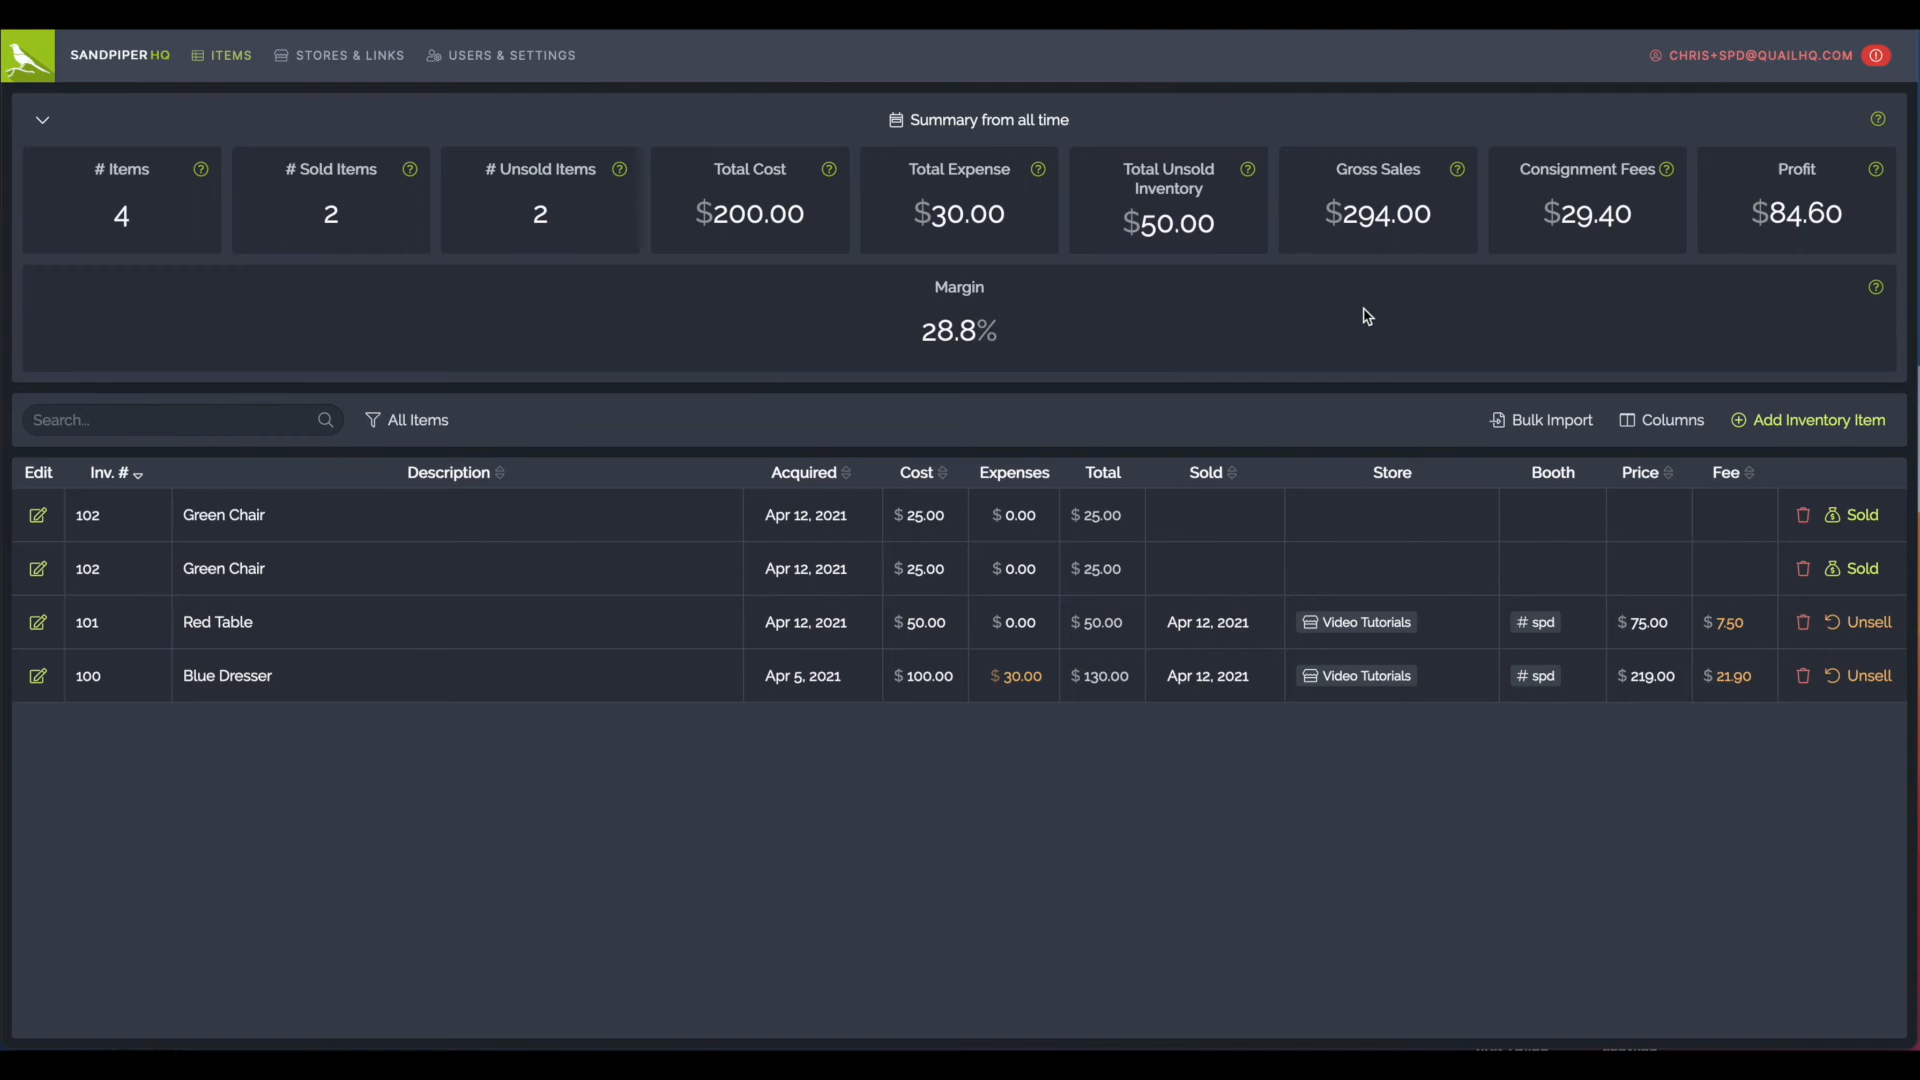 SANDPIPER HQ ITEMS STORES & LINKS USERS & SETTINGS CHRIS+SPD@QUAILHQ.COM
Summary from all time
# Items # Sold Items # Unsold Items Total Cost Total Expense Total Unsold Gross Sales Consignment Fees Profit
Inventory
4 2 2 $200.00 $30.00 $50.00 $294.00 $29.40 $84.60
Margin
28.8%
Search... All Items Bulk Import Columns Add Inventory Item
Edit Inv. # Description Acquired Cost Expenses Total Sold Store Booth Price Fee
102 Green Chair Apr 12, 2021 $ 25.00 $ 0.00 $ 25.00 Sold
102 Green Chair Apr 12, 2021 $ 25.00 $ 0.00 $ 25.00 Sold
101 Red Table Apr 12, 2021 $ 50.00 $ 0.00 $ 50.00 Apr 12, 2021 Video Tutorials # spd $ 75.00 $ 7.50 Unsell
100 Blue Dresser Apr 5, 2021 $ 100.00 $ 30.00 $ 130.00 Apr 12, 2021 Video Tutorials # spd $ 219.00 $ 21.90 Unsell